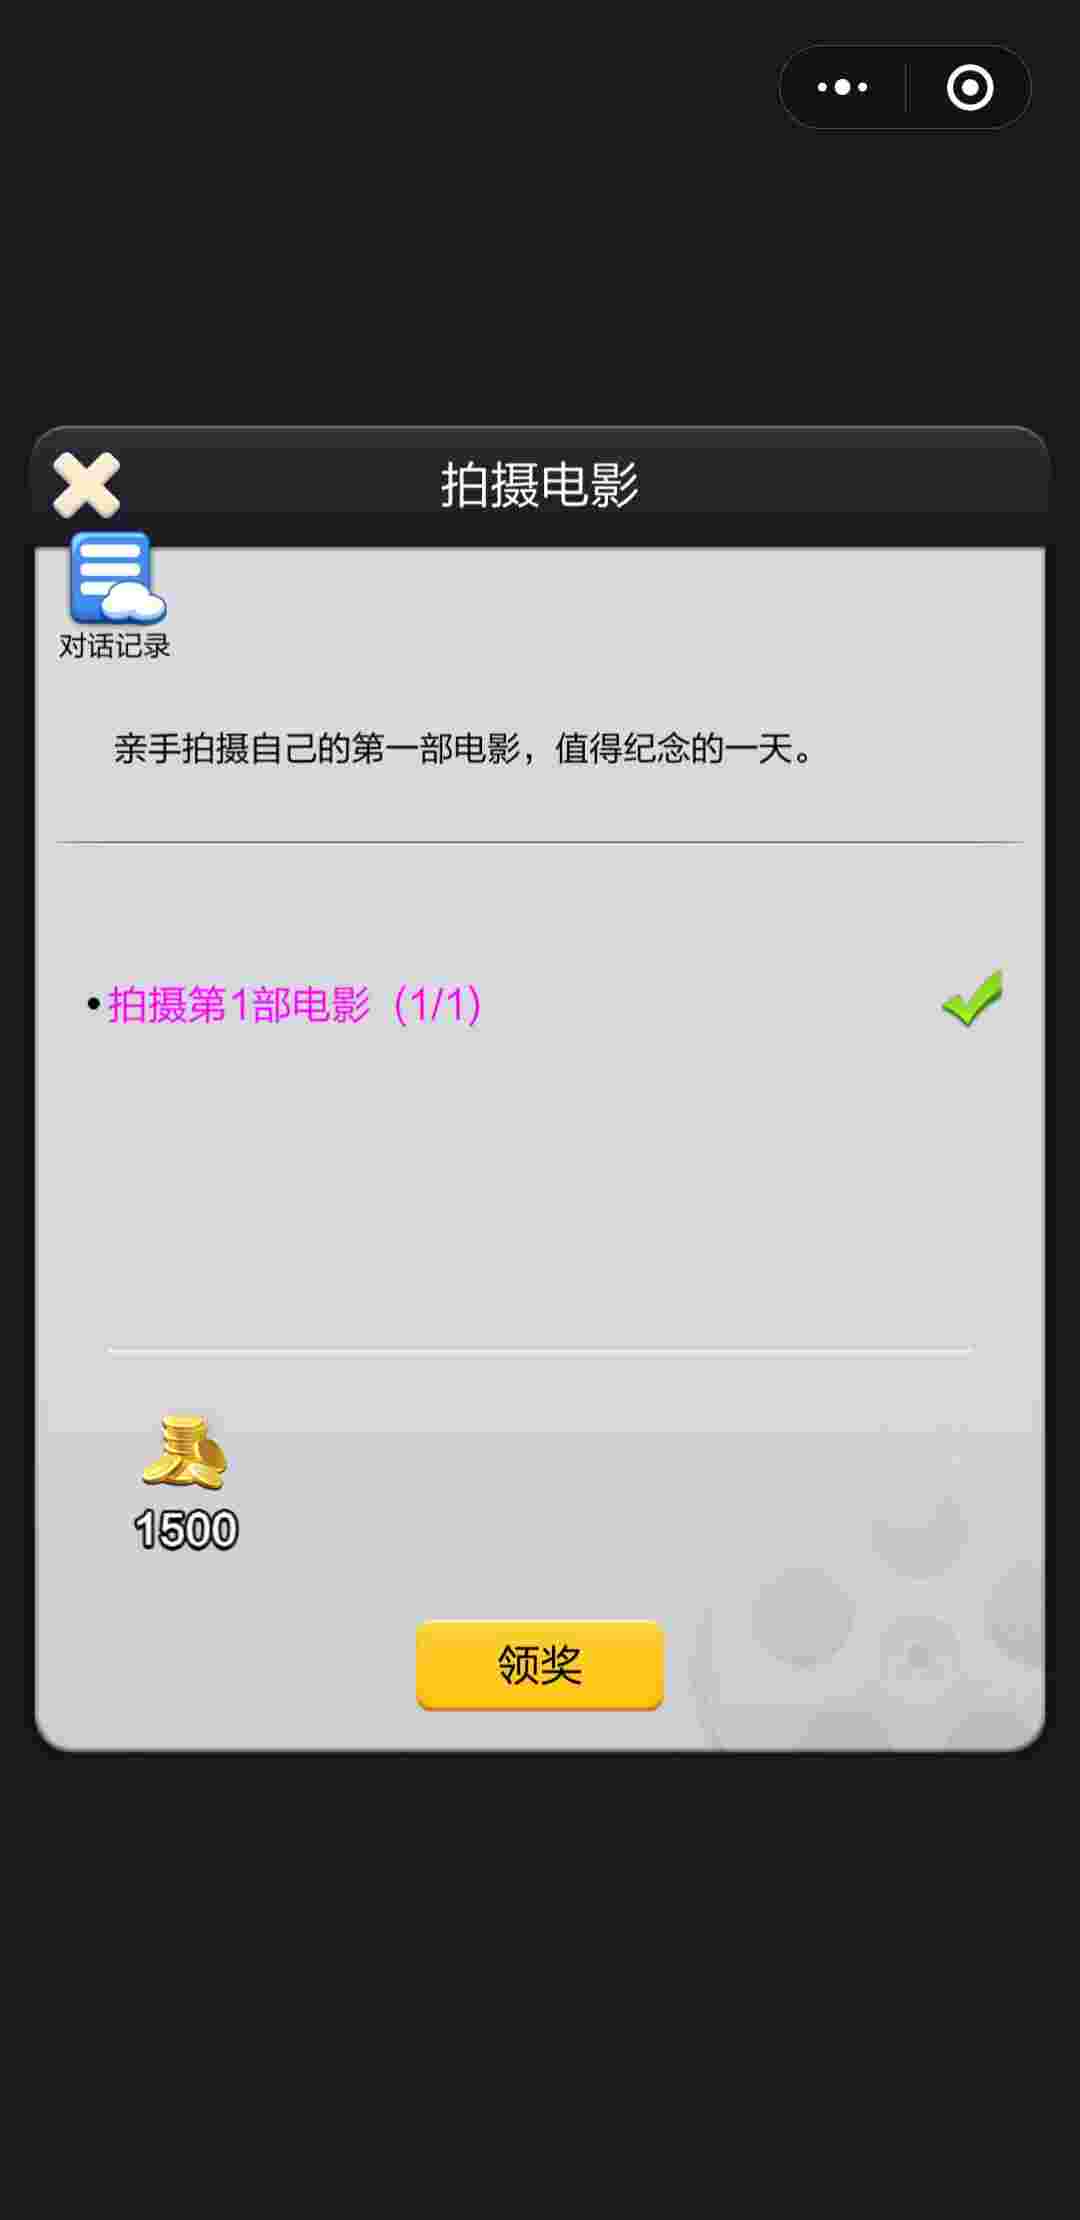 拍摄电影
对话记录
亲手拍摄自己的第一部电影，值得纪念的一天。
•拍摄第1部电影 (1/1)
1500
领奖